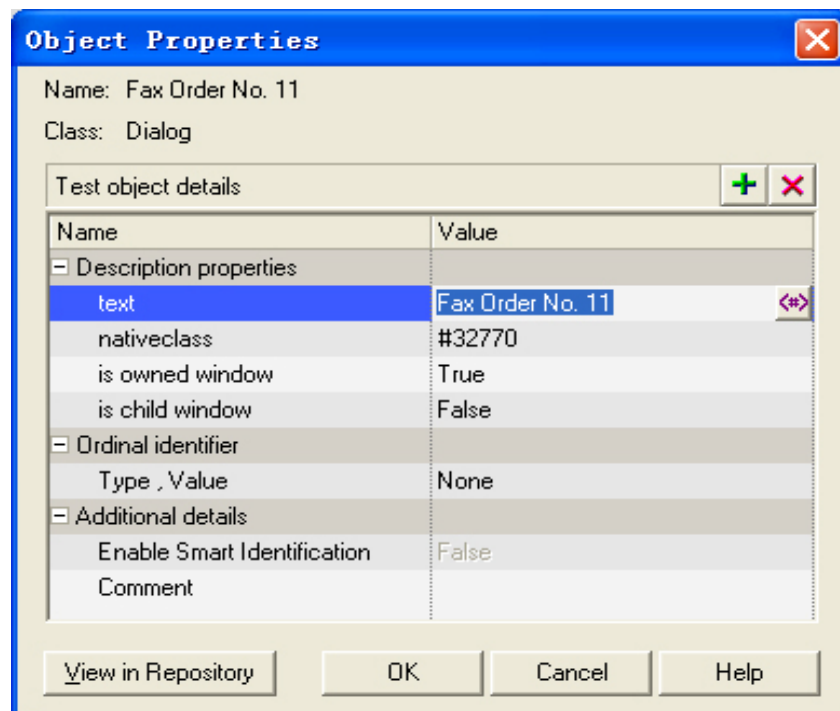 Object Properties
Name: Fax Order No. 11
Class: Dialog
Test object details
Name Value
Description properties
text Fax Order No. 11 <#>
nativeclass #32770
is owned window True
is child window False
Ordinal identifier
Type , Value None
Additional details
Enable Smart Identification False
Comment
View in Repository OK Cancel Help